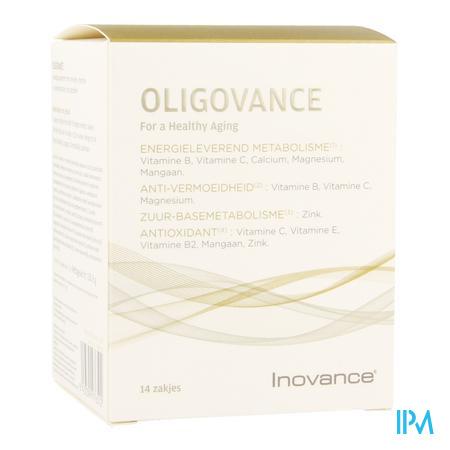 OLIGOVANCE
For a Healthy Aging
ENERGIELEVEREND METABOLISME(1) :
Vitamine B, Vitamine C, Calcium, Magnesium,
Mangaan.
ANTI-VERMOEIDHEID(2) : Vitamine B, Vitamine C,
Magnesium.
ZUUR-BASEMETABOLISME(3) : Zink.
ANTIOXIDANT(4) : Vitamine C, Vitamine E,
Vitamine B2, Mangaan, Zink.
14 zakjes
Inovance®
IPM